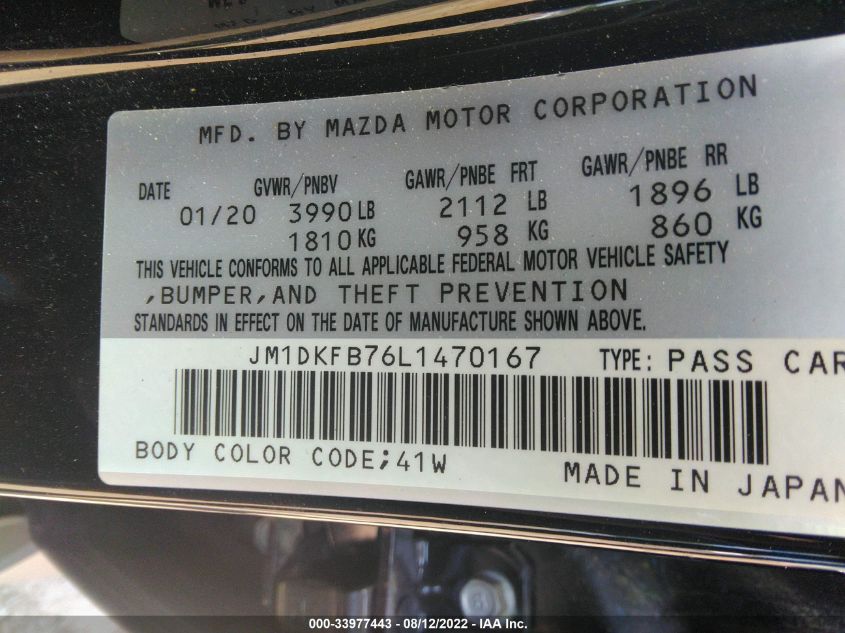 MFD. BY MAZDA MOTOR CORPORATION
DATE GVWR/PNBV GAWR/PNBE FRT GAWR/PNBE RR
01/20 3990 LB 2112 LB 1896 LB
1810 KG 958 KG 860 KG
THIS VEHICLE CONFORMS TO ALL APPLICABLE FEDERAL MOTOR VEHICLE SAFETY
,BUMPER,AND THEFT PREVENTION
STANDARDS IN EFFECT ON THE DATE OF MANUFACTURE SHOWN ABOVE.
JM1DKFB76L1470167 TYPE: PASS CAR
BODY COLOR CODE;41W MADE IN JAPAN
000-33977443 - 08/12/2022 - IAA Inc.